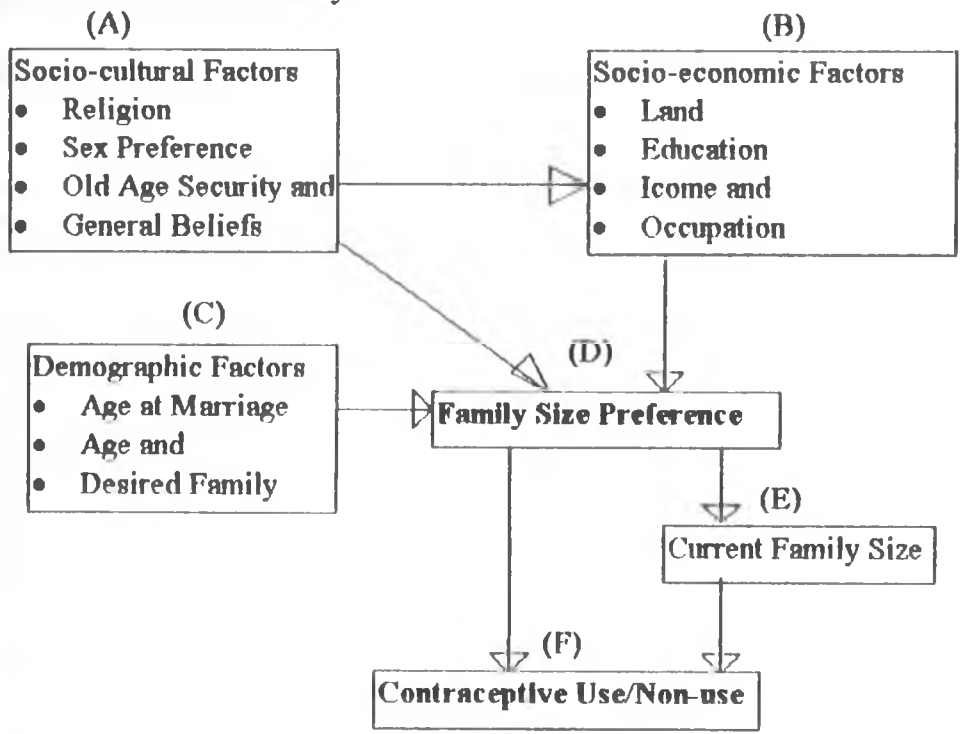 (A)
Socio-cultural Factors
• Religion
• Sex Preference
• Old Age Security and
• General Beliefs
(B)
Socio-economic Factors
• Land
• Education
• Icome and
• Occupation
(C)
Demographic Factors
• Age at Marriage
• Age and
• Desired Family
(D)
Family Size Preference
(E)
Current Family Size
(F)
Contraceptive Use/Non-use